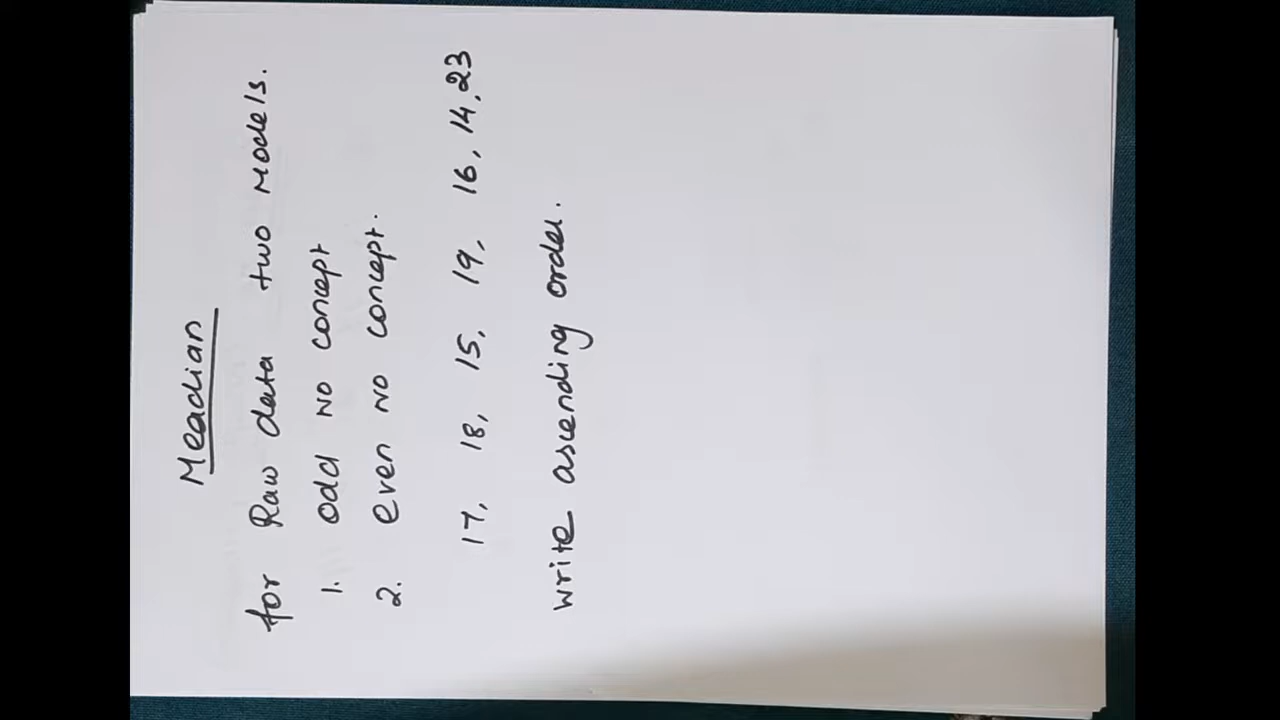 Meadian
for Raw data two Models.
1. odd No concept
2. even No concept.
17, 18, 15, 19, 16, 14, 23
write ascending order.